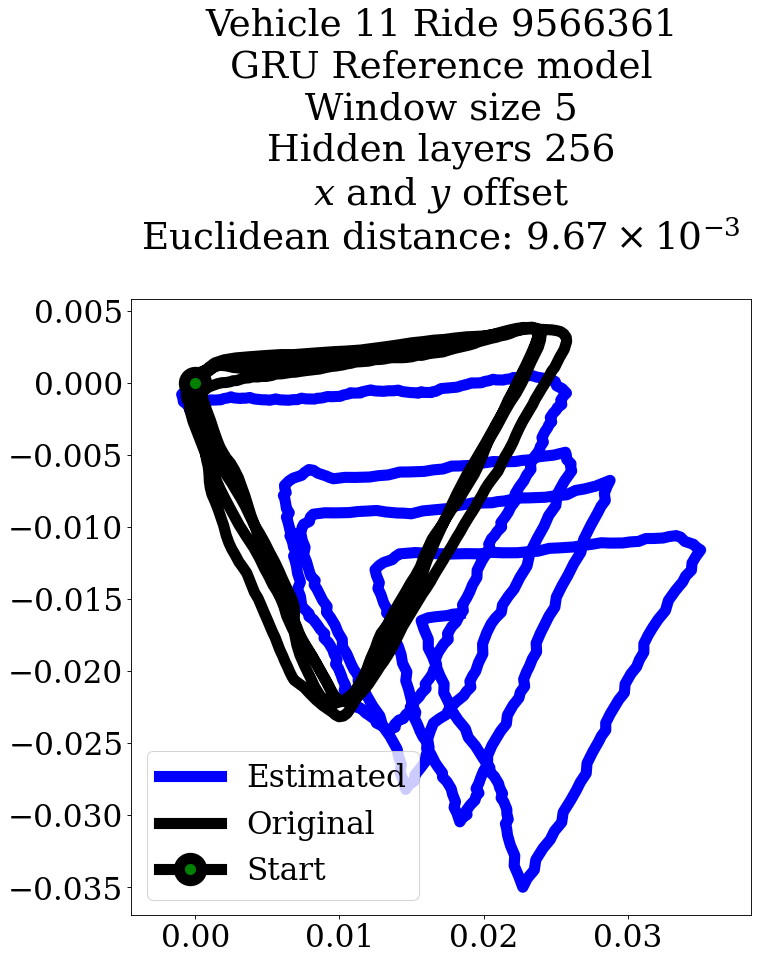 Vehicle 11 Ride 9566361
GRU Reference model
Window size 5
Hidden layers 256
x and y offset
Euclidean distance: 9.67 × 10⁻³
0.005
0.000
−0.005
−0.010
−0.015
−0.020
−0.025
−0.030
−0.035
Estimated
Original
Start
0.00 0.01 0.02 0.03